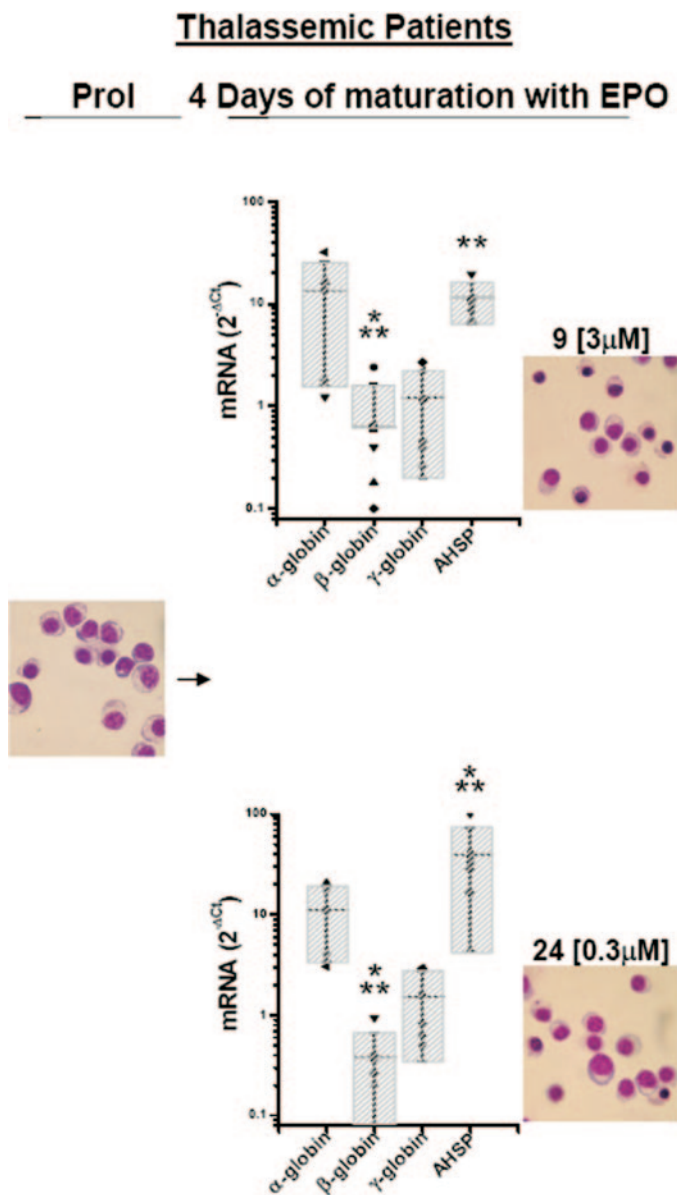 Thalassemic Patients
Prol 4 Days of maturation with EPO
100
10
1
0.1
mRNA (2^-ΔCt)
**
*
**
α-globin
β-globin
γ-globin
AHSP
9 [3μM]
100
10
1
0.1
mRNA (2^-ΔCt)
*
**
*
**
α-globin
β-globin
γ-globin
AHSP
24 [0.3μM]